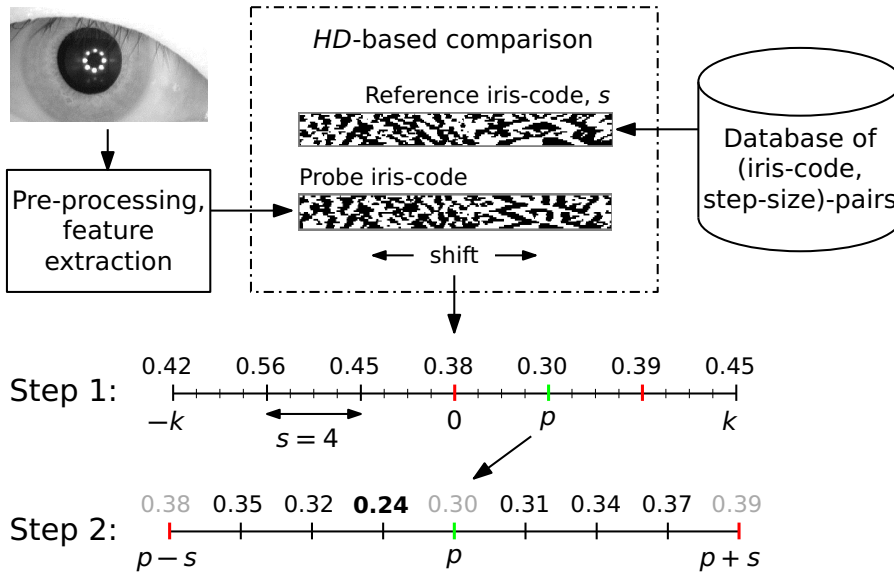 HD-based comparison
Reference iris-code, s
Probe iris-code
shift
Pre-processing,
feature
extraction
Database of
(iris-code,
step-size)-pairs
0.42 0.56 0.45 0.38 0.30 0.39 0.45
Step 1:
−k 0 p k
s = 4
0.38 0.35 0.32 0.24 0.30 0.31 0.34 0.37 0.39
Step 2:
p − s p p + s